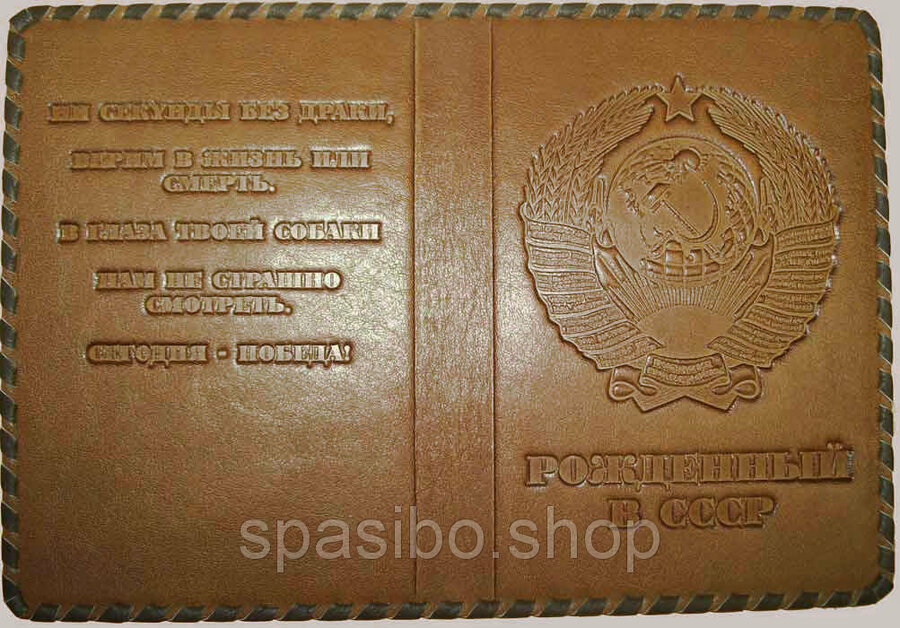 НИ СЕКУНДЫ БЕЗ ДРАКИ,
ВЕРИМ В ЖИЗНЬ ИЛИ
СМЕРТЬ.
В ГЛАЗА ТВОЕЙ СОБАКИ
НАМ НЕ СТРАШНО
СМОТРЕТЬ.
СЕГОДНЯ - ПОБЕДА!
РОЖДЕННЫЙ
В СССР
spasibo.shop